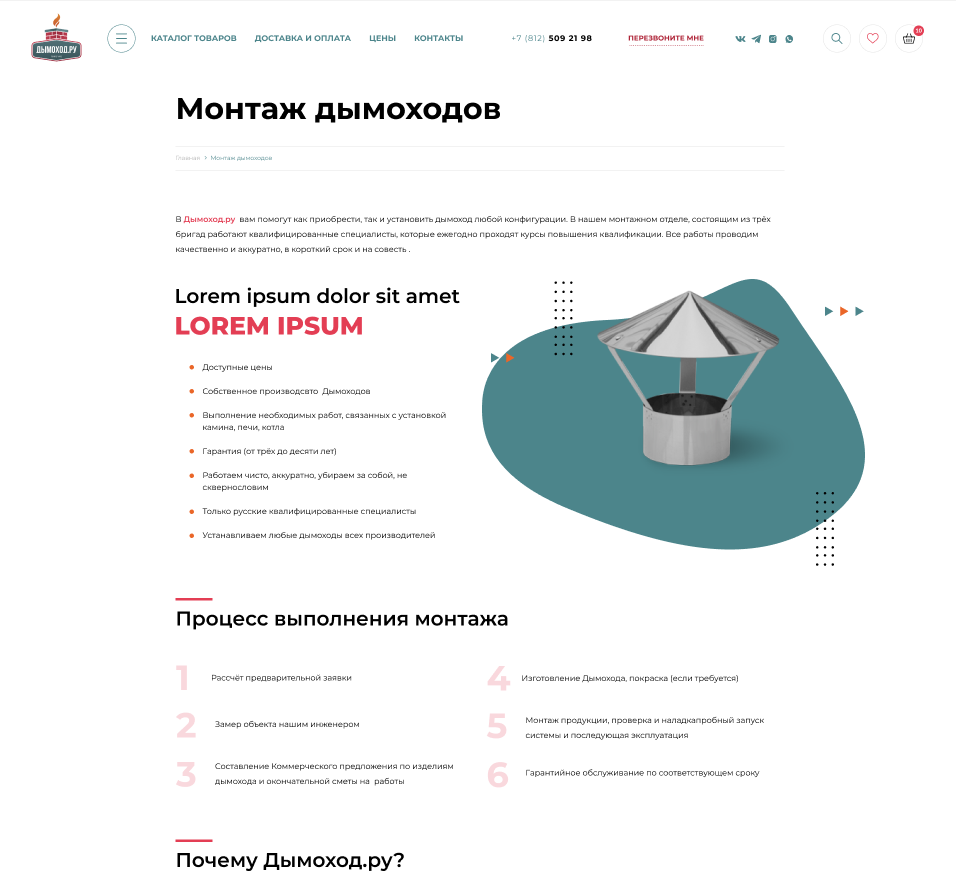 ДЫМОХОД.РУ
КАТАЛОГ ТОВАРОВ
ДОСТАВКА И ОПЛАТА
ЦЕНЫ
КОНТАКТЫ
+7 (812) 509 21 98
ПЕРЕЗВОНИТЕ МНЕ
10
Монтаж дымоходов
Главная
Монтаж дымоходов
В Дымоход.ру вам помогут как приобрести, так и установить дымоход любой конфигурации. В нашем монтажном отделе, состоящим из трёх
бригад работают квалифицированные специалисты, которые ежегодно проходят курсы повышения квалификации. Все работы проводим
качественно и аккуратно, в короткий срок и на совесть .
Lorem ipsum dolor sit amet
LOREM IPSUM
Доступные цены
Собственное производсвто Дымоходов
Выполнение необходимых работ, связанных с установкой
камина, печи, котла
Гарантия (от трёх до десяти лет)
Работаем чисто, аккуратно, убираем за собой, не
сквернословим
Только русские квалифицированные специалисты
Устанавливаем любые дымоходы всех производителей
Процесс выполнения монтажа
1 Рассчёт предварительной заявки
2 Замер объекта нашим инженером
3 Составление Коммерческого предложения по изделиям
дымохода и окончательной сметы на работы
4 Изготовление Дымохода, покраска (если требуется)
5 Монтаж продукции, проверка и наладкапробный запуск
системы и последующая эксплуатация
6 Гарантийное обслуживание по соответствующем сроку
Почему Дымоход.ру?